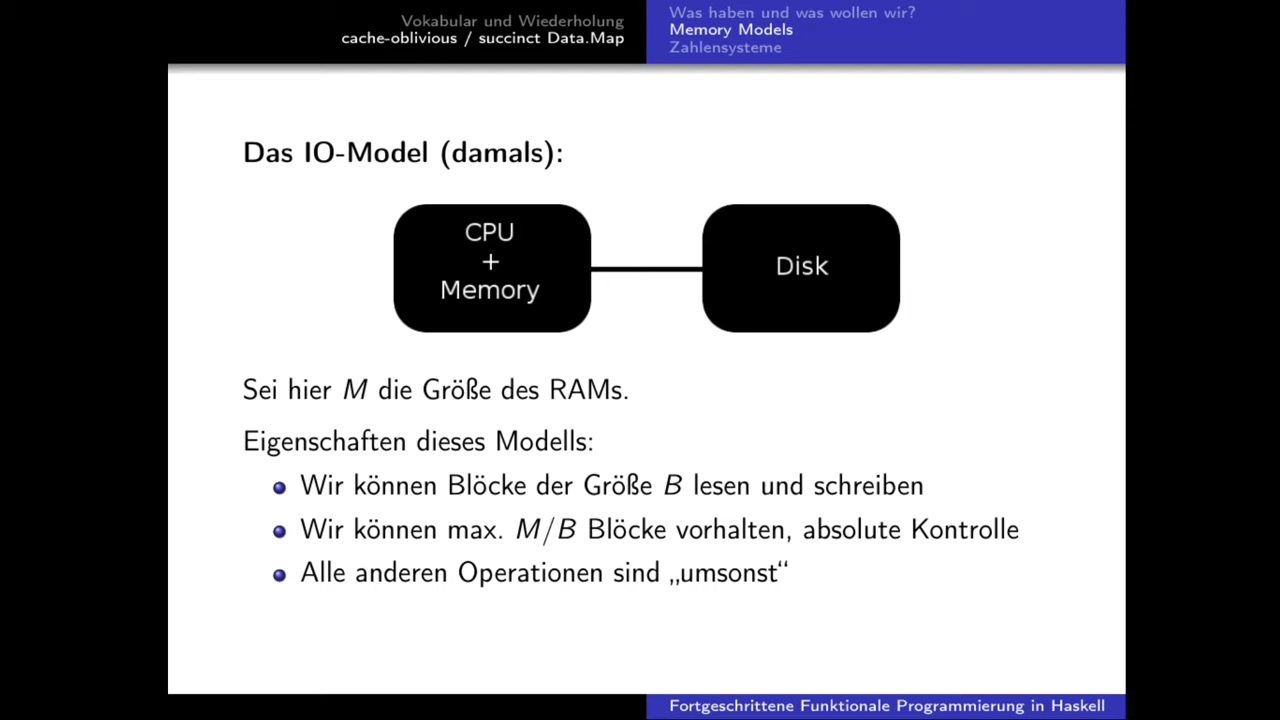 Vokabular und Wiederholung
cache-oblivious / succinct Data.Map
Was haben und was wollen wir?
Memory Models
Zahlensysteme
Das IO-Model (damals):
CPU
+
Memory
Disk
Sei hier M die Größe des RAMs.
Eigenschaften dieses Modells:
Wir können Blöcke der Größe B lesen und schreiben
Wir können max. M/B Blöcke vorhalten, absolute Kontrolle
Alle anderen Operationen sind „umsonst“
Fortgeschrittene Funktionale Programmierung in Haskell